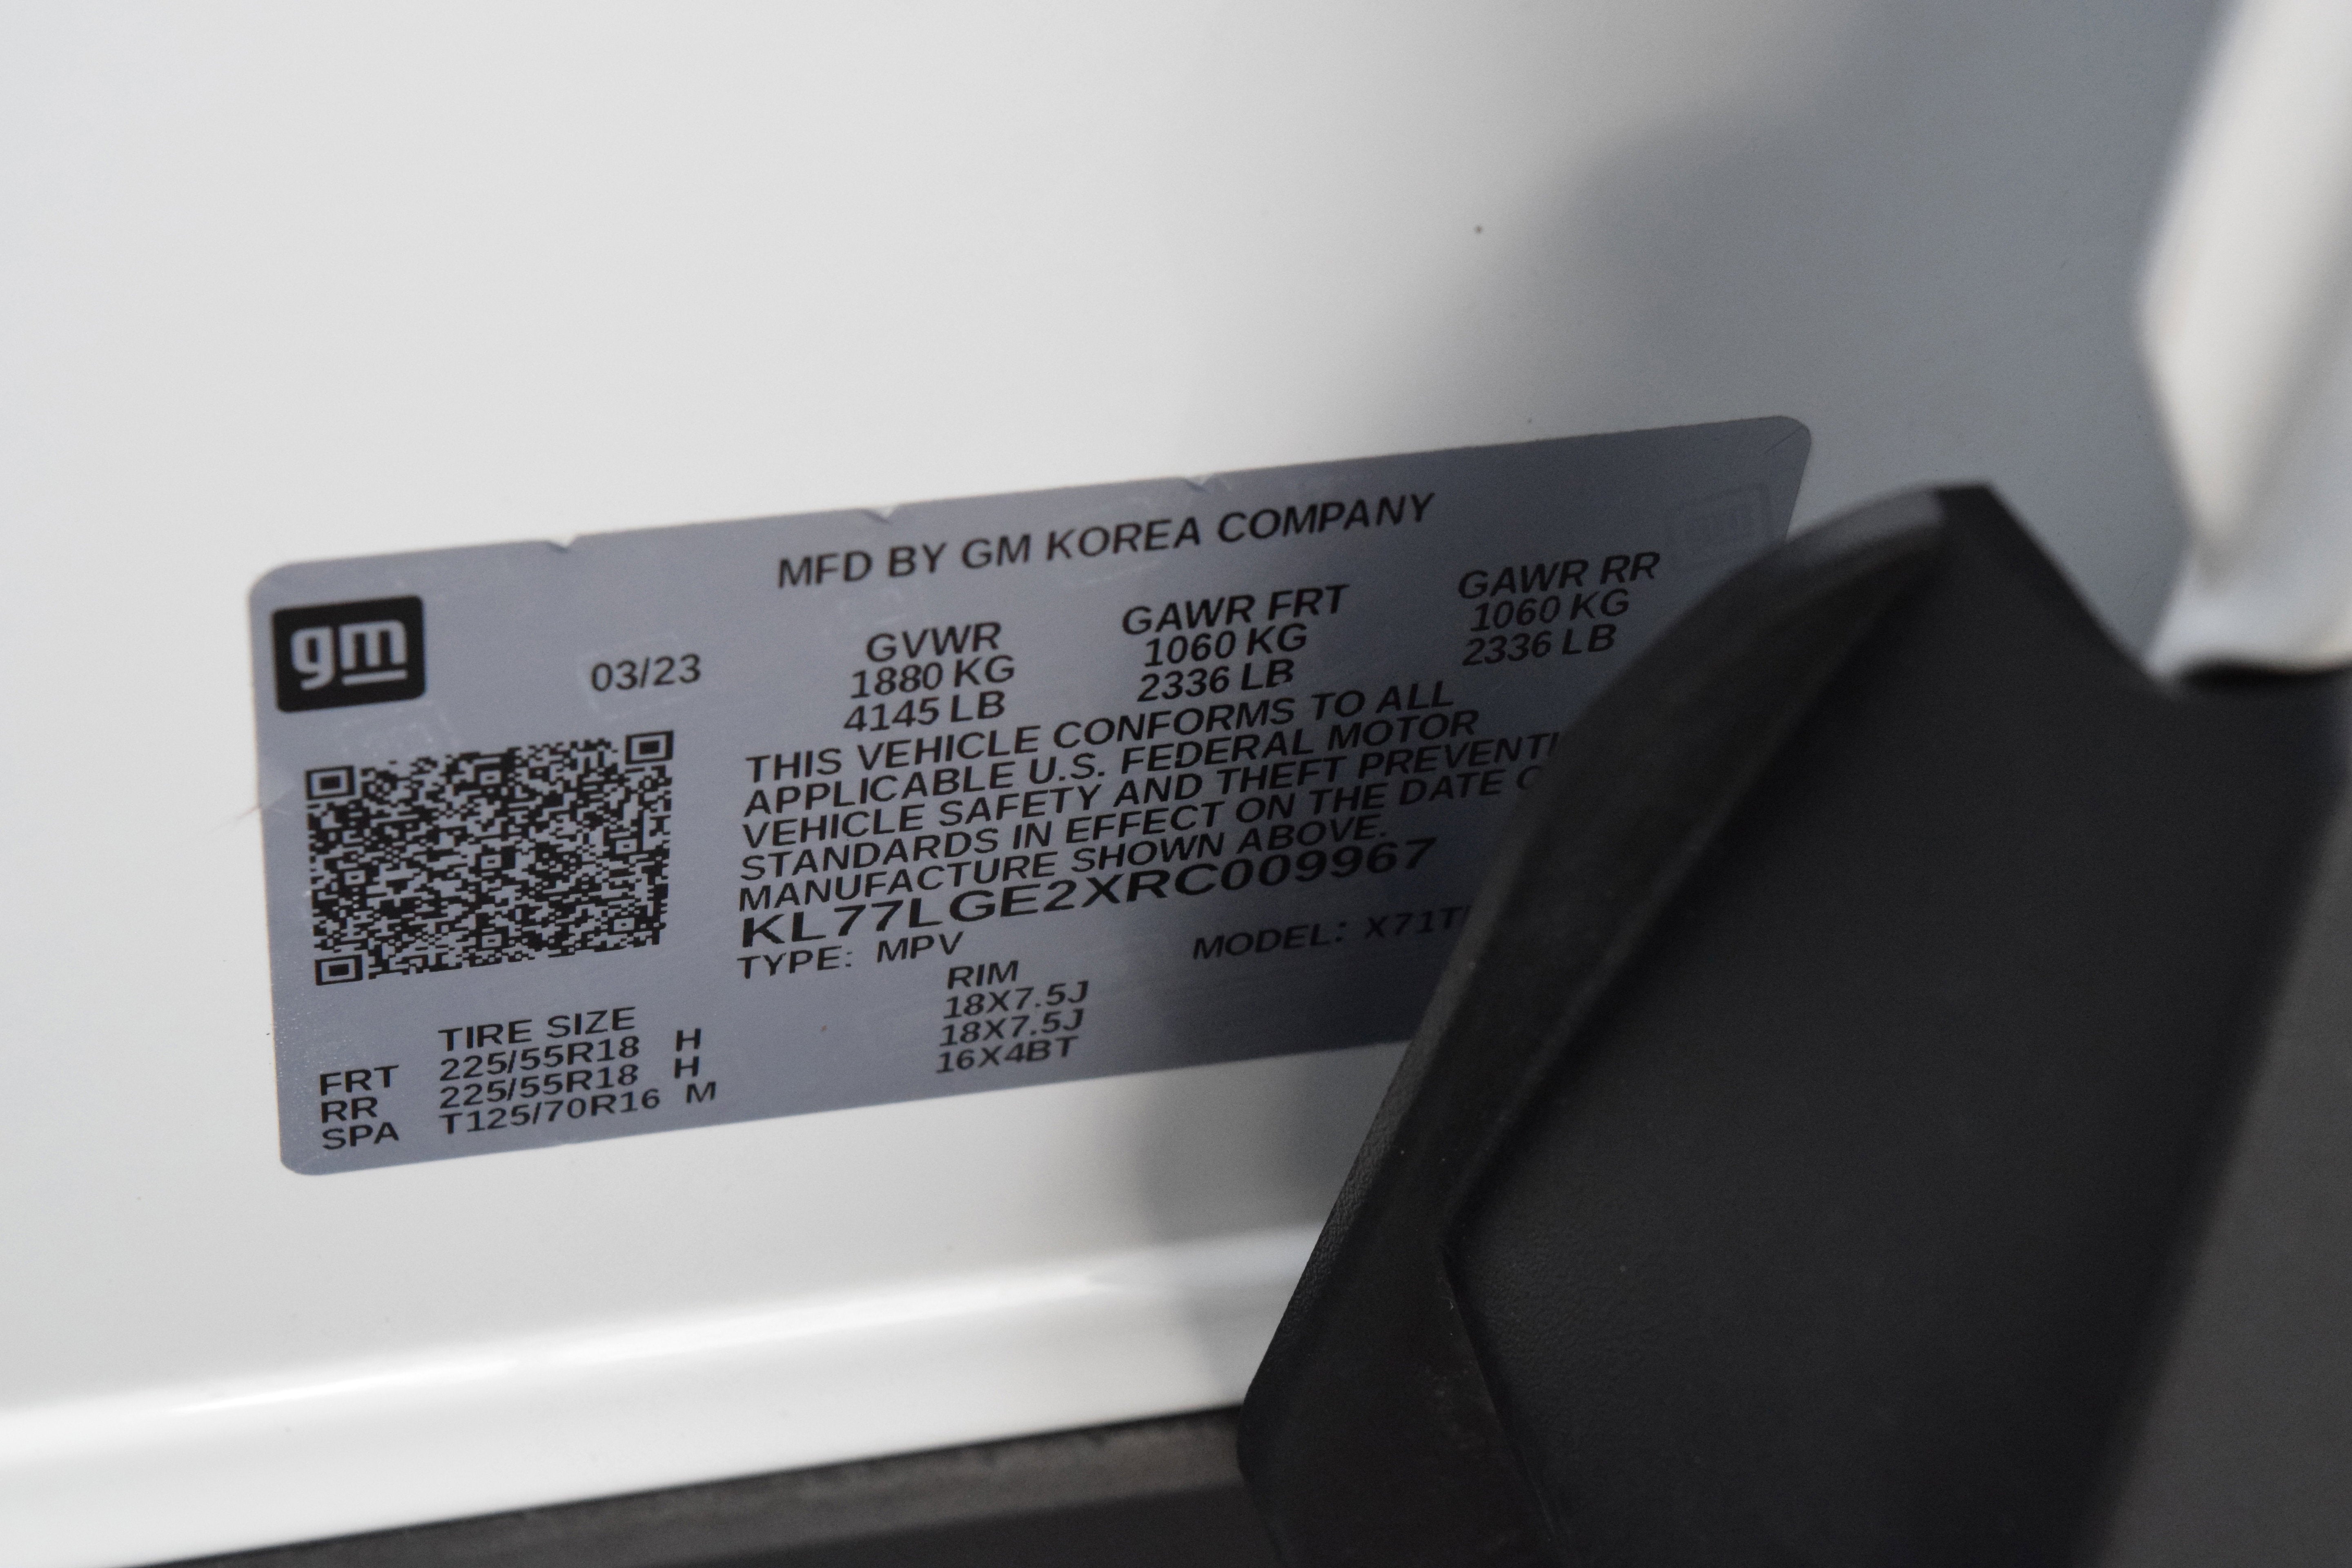 MFD BY GM KOREA COMPANY
gm
03/23
GVWR GAWR FRT GAWR RR
1880 KG 1060 KG 1060 KG
4145 LB 2336 LB 2336 LB
THIS VEHICLE CONFORMS TO ALL
APPLICABLE U.S. FEDERAL MOTOR
VEHICLE SAFETY AND THEFT
STANDARDS IN EFFECT ON THE DATE
MANUFACTURE SHOWN ABOVE.
KL77LGE2XRC009967
TYPE: MPV MODEL:
TIRE SIZE RIM
FRT 225/55R18 H 18X7.5J
RR 225/55R18 H 18X7.5J
SPA T125/70R16 M 16X4BT